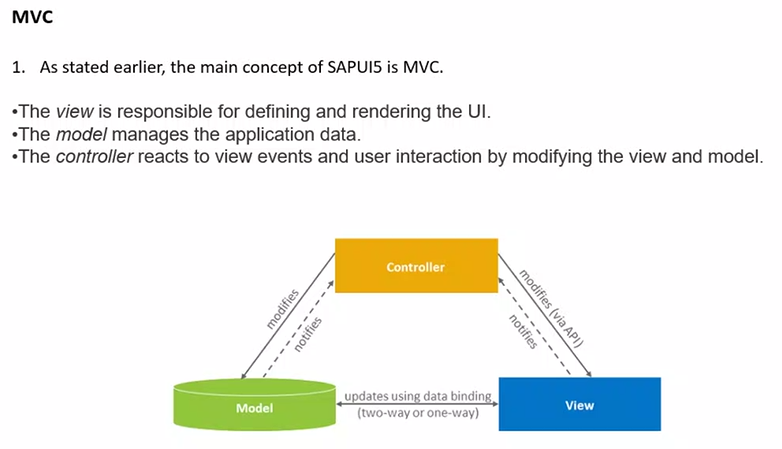 MVC
1. As stated earlier, the main concept of SAPUI5 is MVC.
•The view is responsible for defining and rendering the UI.
•The model manages the application data.
•The controller reacts to view events and user interaction by modifying the view and model.
Controller
modifies
notifies
modifies (via API)
notifies
Model
updates using data binding
(two-way or one-way)
View